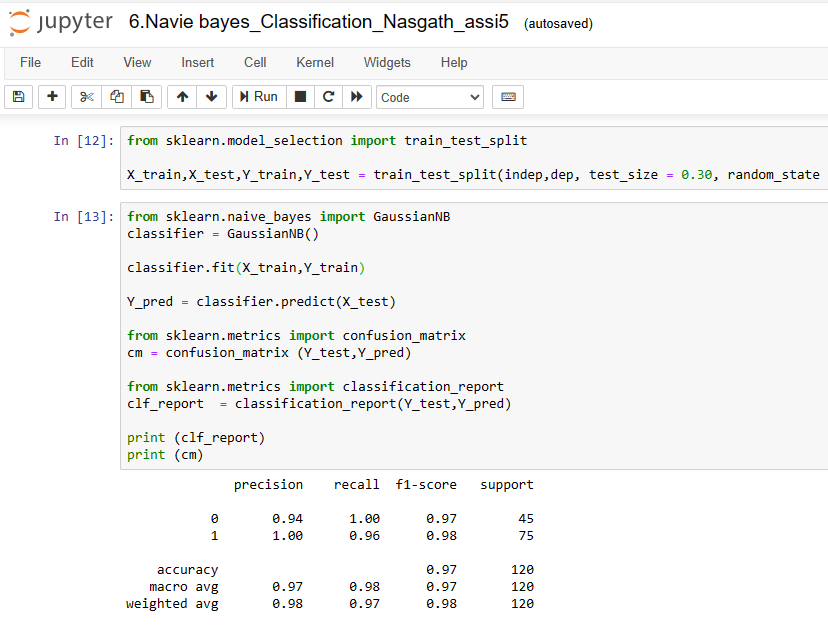 jupyter 6.Navie bayes_Classification_Nasgath_assi5 (autosaved)
File Edit View Insert Cell Kernel Widgets Help
Run Code
In [12]: from sklearn.model_selection import train_test_split
X_train,X_test,Y_train,Y_test = train_test_split(indep,dep, test_size = 0.30, random_state
In [13]: from sklearn.naive_bayes import GaussianNB
classifier = GaussianNB()
classifier.fit(X_train,Y_train)
Y_pred = classifier.predict(X_test)
from sklearn.metrics import confusion_matrix
cm = confusion_matrix (Y_test,Y_pred)
from sklearn.metrics import classification_report
clf_report  = classification_report(Y_test,Y_pred)
print (clf_report)
print (cm)
precision recall f1-score support
0 0.94 1.00 0.97 45
1 1.00 0.96 0.98 75
accuracy 0.97 120
macro avg 0.97 0.98 0.97 120
weighted avg 0.98 0.97 0.98 120